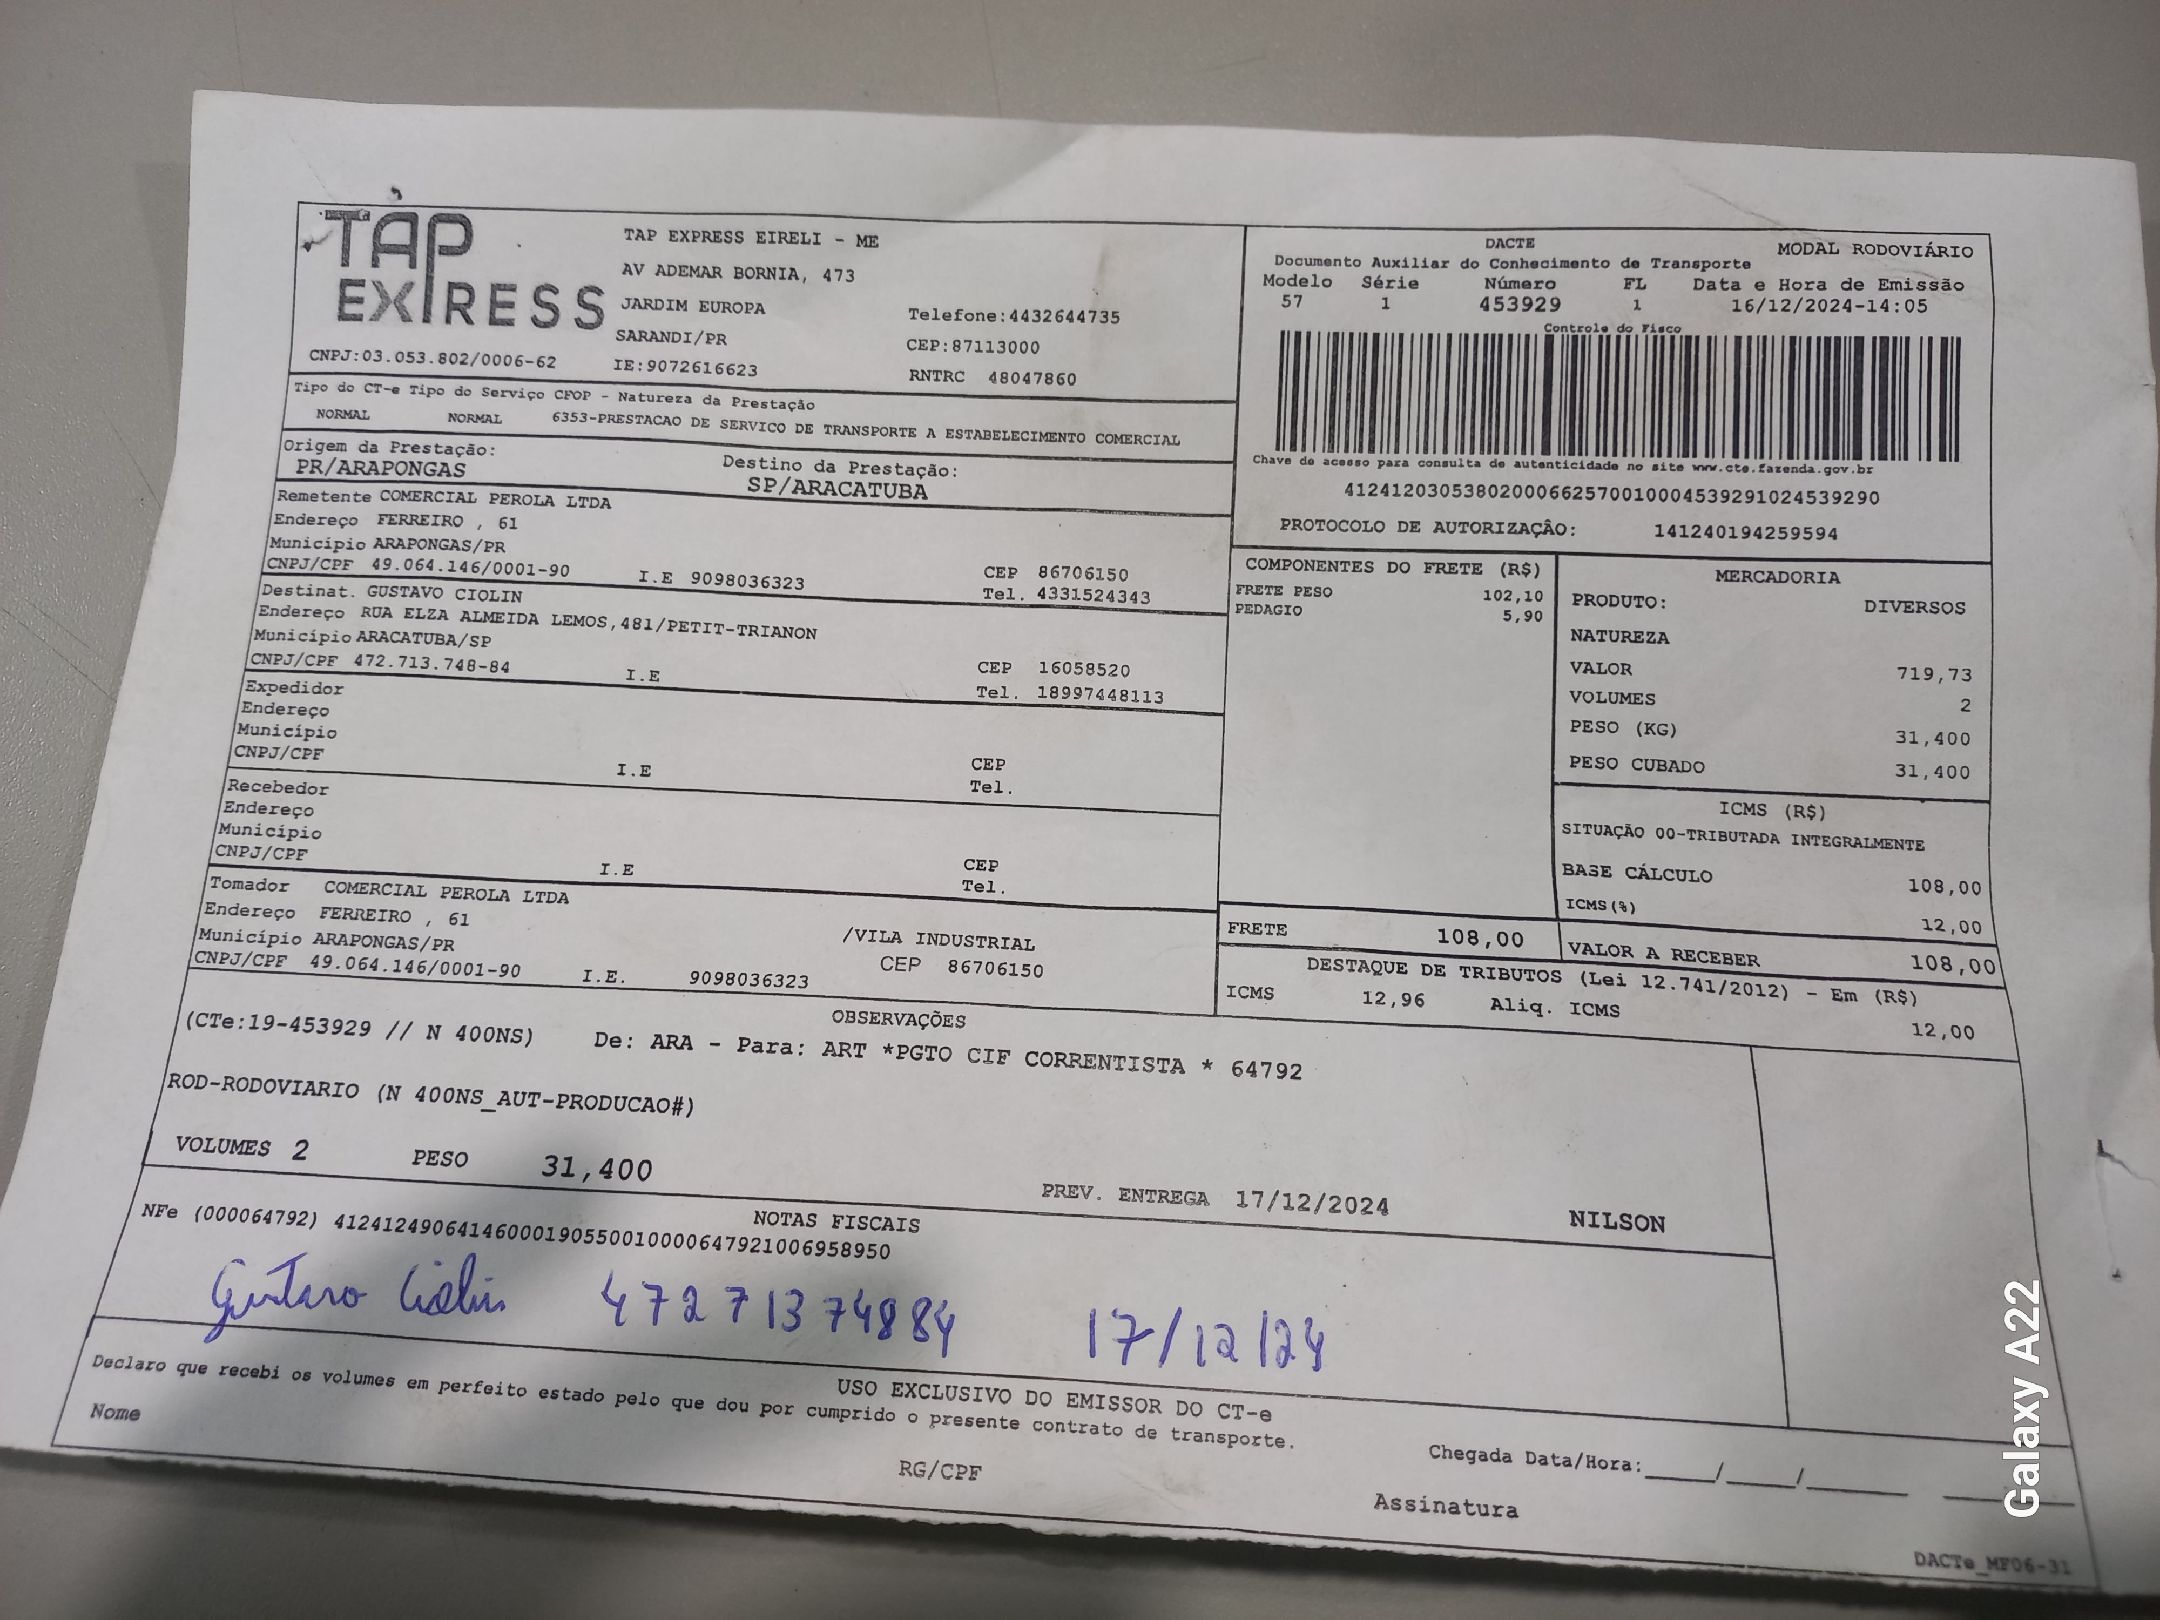 TAP
EXPRESS
CNPJ:03.053.802/0006-62
TAP EXPRESS EIRELI - ME
AV ADEMAR BORNIA, 473
JARDIM EUROPA
SARANDI/PR
IE:9072616623
Telefone:4432644735
CEP:87113000
RNTRC 48047860
DACTE
MODAL RODOVIÁRIO
Documento Auxiliar do Conhecimento de Transporte
Modelo Série Número FL Data e Hora de Emissão
57 1 453929 1 16/12/2024-14:05
Controle do Fisco
Chave de acesso para consulta de autenticidade no site www.cte.fazenda.gov.br
41241203053802000662570010004539291024539290
PROTOCOLO DE AUTORIZAÇÂO: 141240194259594
Tipo do CT-e Tipo do Serviço CFOP - Natureza da Prestação
NORMAL NORMAL 6353-PRESTACAO DE SERVICO DE TRANSPORTE A ESTABELECIMENTO COMERCIAL
Origem da Prestação: Destino da Prestação:
PR/ARAPONGAS SP/ARACATUBA
Remetente COMERCIAL PEROLA LTDA
Endereço FERREIRO , 61
Município ARAPONGAS/PR CEP 86706150
CNPJ/CPF 49.064.146/0001-90 I.E 9098036323 Tel. 4331524343
Destinat. GUSTAVO CIOLIN
Endereço RUA ELZA ALMEIDA LEMOS,481/PETIT-TRIANON
Município ARACATUBA/SP CEP 16058520
CNPJ/CPF 472.713.748-84 I.E Tel. 18997448113
Expedidor
Endereço
Município CEP
CNPJ/CPF I.E Tel.
Recebedor
Endereço
Município CEP
CNPJ/CPF I.E Tel.
Tomador COMERCIAL PEROLA LTDA
Endereço FERREIRO , 61 /VILA INDUSTRIAL
Município ARAPONGAS/PR CEP 86706150
CNPJ/CPF 49.064.146/0001-90 I.E. 9098036323
COMPONENTES DO FRETE (R$)
FRETE PESO 102,10
PEDAGIO 5,90
MERCADORIA
PRODUTO: DIVERSOS
NATUREZA
VALOR 719,73
VOLUMES 2
PESO (KG) 31,400
PESO CUBADO 31,400
ICMS (R$)
SITUAÇÃO 00-TRIBUTADA INTEGRALMENTE
BASE CÁLCULO 108,00
ICMS(%) 12,00
FRETE 108,00 VALOR A RECEBER 108,00
DESTAQUE DE TRIBUTOS (Lei 12.741/2012) - Em (R$)
ICMS 12,96 Aliq. ICMS 12,00
OBSERVAÇÕES
(CTe:19-453929 // N 400NS) De: ARA - Para: ART *PGTO CIF CORRENTISTA * 64792
ROD-RODOVIARIO (N 400NS_AUT-PRODUCAO#)
VOLUMES 2 PESO 31,400 PREV. ENTREGA 17/12/2024 NILSON
NOTAS FISCAIS
NFe (000064792) 41241249064146000190550010000647921006958950
Gustavo Ciolin 47271374884 17/12/24
USO EXCLUSIVO DO EMISSOR DO CT-e
Declaro que recebi os volumes em perfeito estado pelo que dou por cumprido o presente contrato de transporte.
Nome RG/CPF Chegada Data/Hora:_____/_____/________ ________
Assinatura
DACTe_MF06-31
Galaxy A22